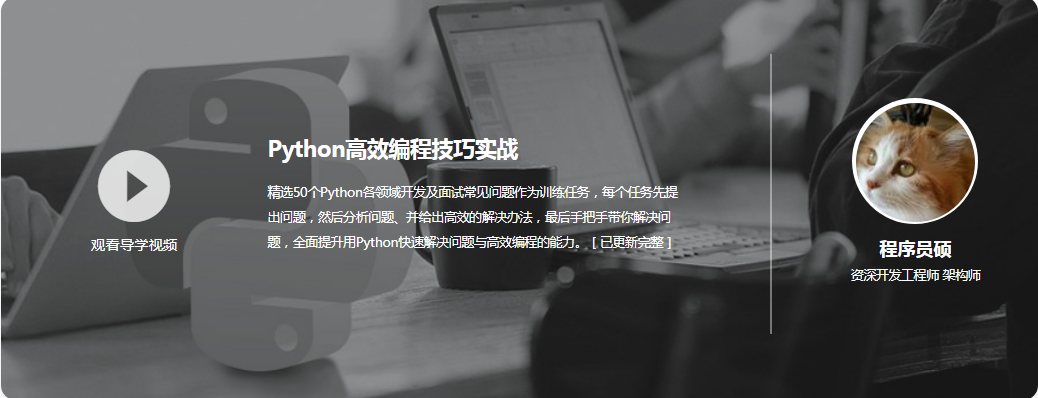 Python高效编程技巧实战
精选50个Python各领域开发及面试常见问题作为训练任务，每个任务先提
出问题，然后分析问题、并给出高效的解决办法，最后手把手带你解决问
题，全面提升用Python快速解决问题与高效编程的能力。 [ 已更新完整 ]
观看导学视频
程序员硕
资深开发工程师 架构师